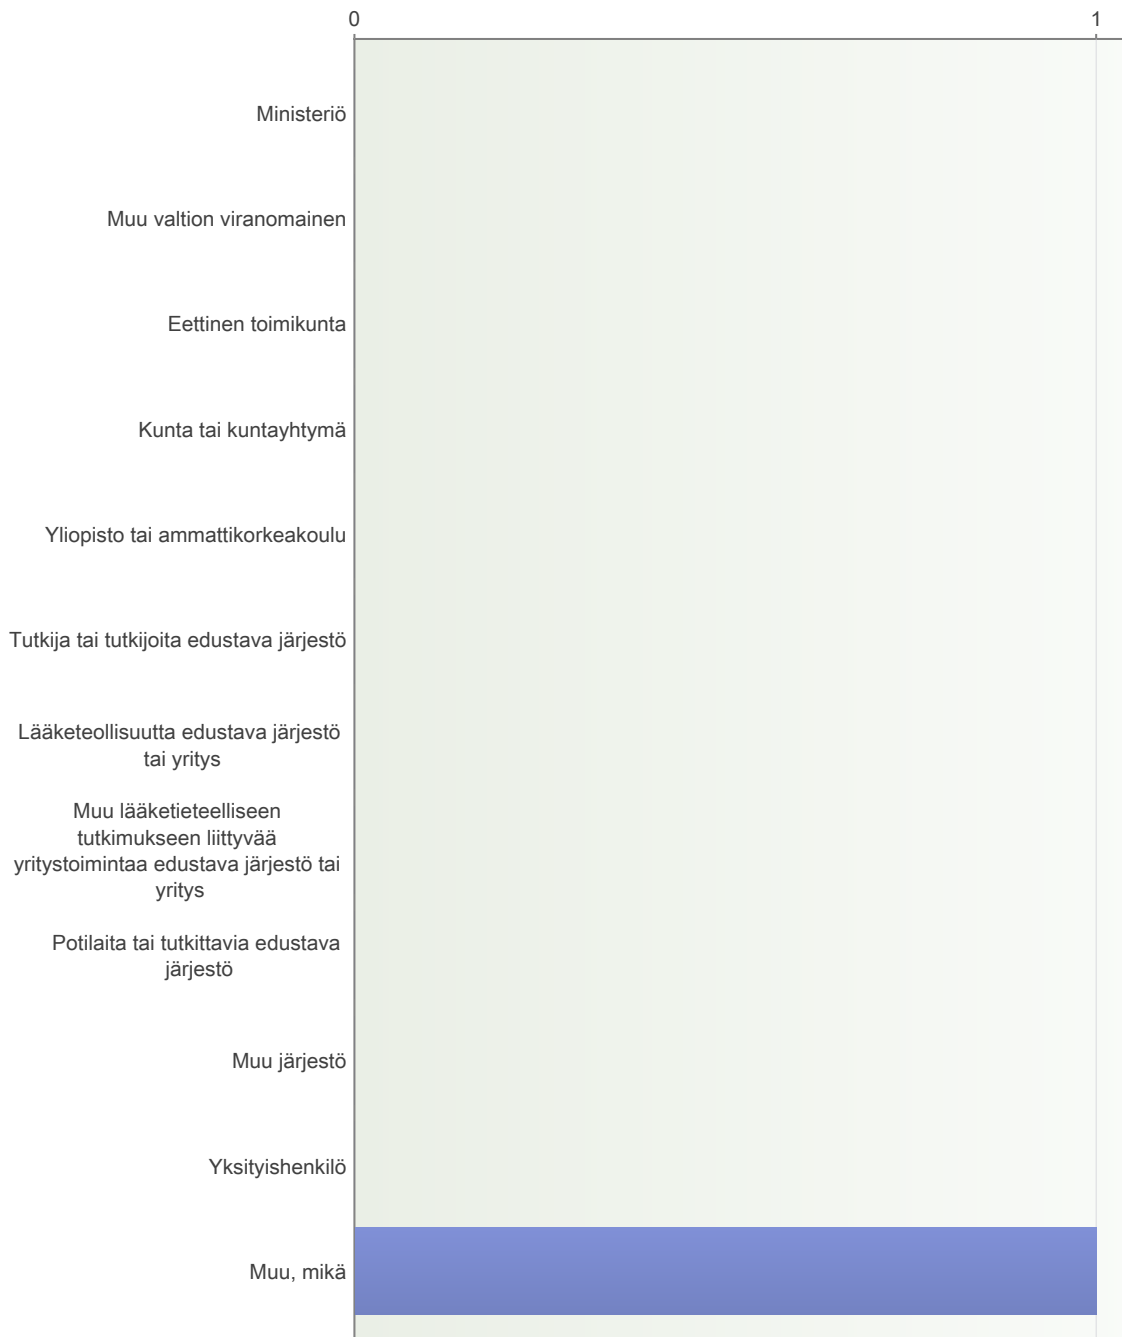 0 1
Ministeriö
Muu valtion viranomainen
Eettinen toimikunta
Kunta tai kuntayhtymä
Yliopisto tai ammattikorkeakoulu
Tutkija tai tutkijoita edustava järjestö
Lääketeollisuutta edustava järjestö
tai yritys
Muu lääketieteelliseen
tutkimukseen liittyvää
yritystoimintaa edustava järjestö tai
yritys
Potilaita tai tutkittavia edustava
järjestö
Muu järjestö
Yksityishenkilö
Muu, mikä